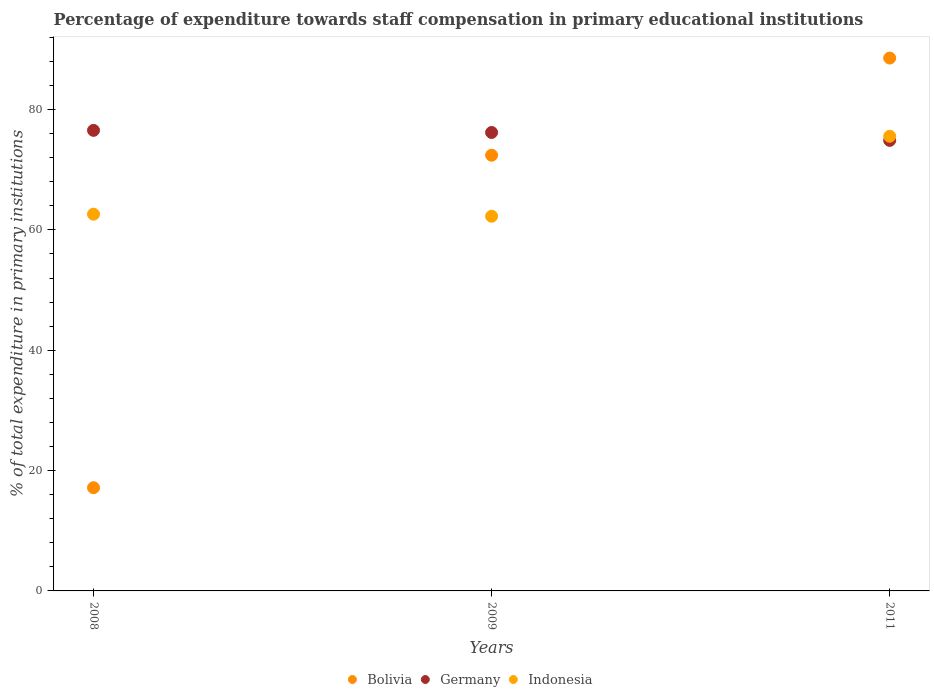 Percentage of expenditure towards staff compensation in primary educational institutions
% of total expenditure in primary institutions
80
60
40
20
0
2008
2009
2011
Years
Bolivia
Germany
Indonesia